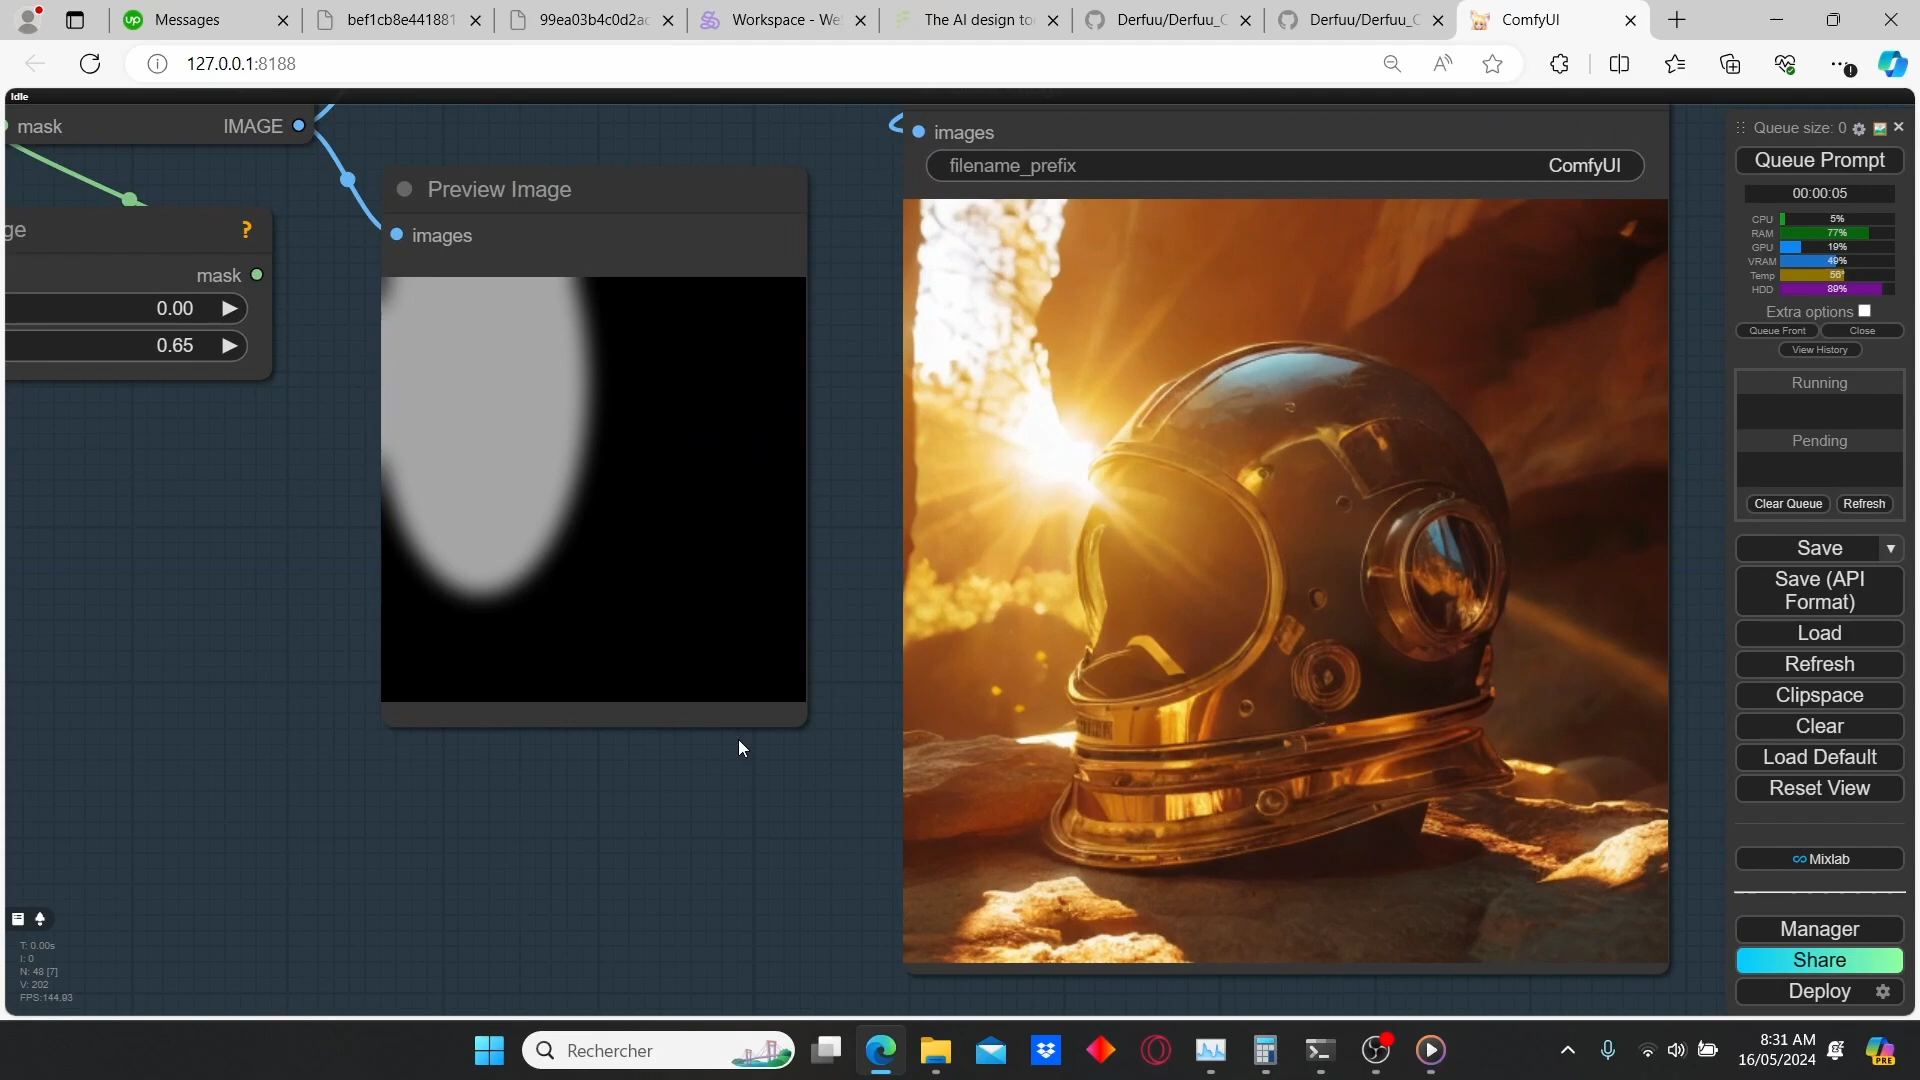 Messages
bef1cb8e441881
99ea03b4c0d2ac
Workspace - We
The AI design to
Derfuu/Derfuu_C
Derfuu/Derfuu_C
ComfyUI
127.0.0.1:8188
Idle
mask
IMAGE
images
filename_prefix
ComfyUI
Preview Image
images
ge
?
mask
0.00
0.65
Queue size: 0
Queue Prompt
00:00:05
CPU 5%
RAM 77%
GPU 19%
VRAM 49%
Temp 56°
HDD 89%
Extra options
Queue Front
Close
View History
Running
Pending
Clear Queue
Refresh
Save
Save (API
Format)
Load
Refresh
Clipspace
Clear
Load Default
Reset View
Mixlab
Manager
Share
Deploy
T: 0.00s
I: 0
N: 48 [7]
V: 202
FPS:144.93
Rechercher
8:31 AM
16/05/2024
PRE